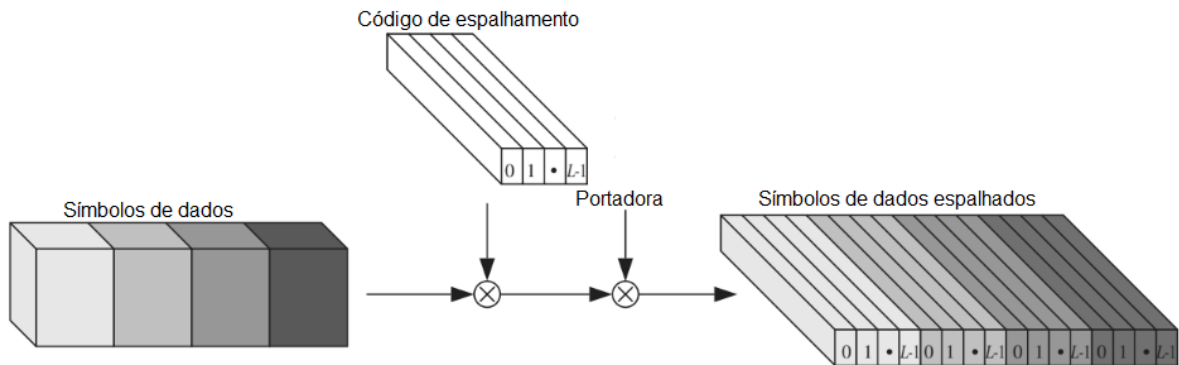 Código de espalhamento
0 1 • L-1
Portadora
Símbolos de dados
Símbolos de dados espalhados
0 1 • L-1 0 1 • L-1 0 1 • L-1 0 1 • L-1